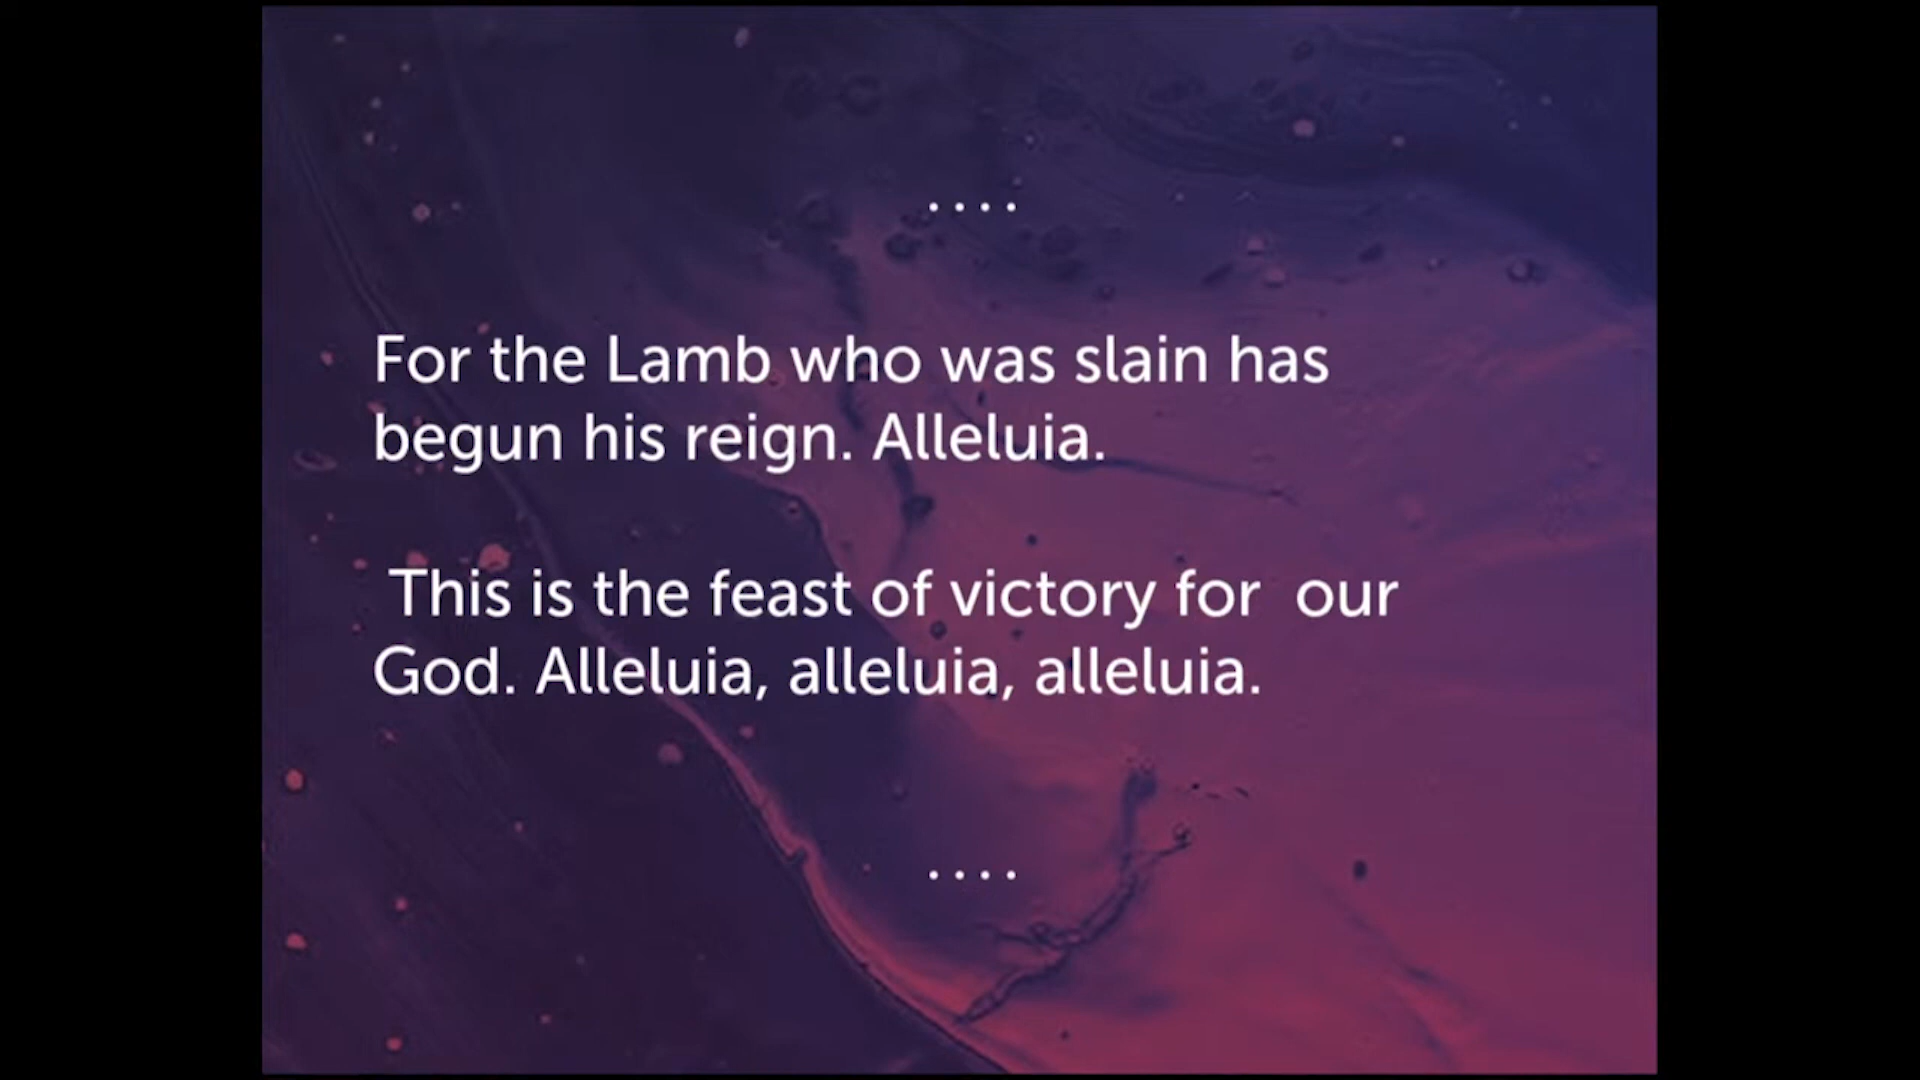 ....
For the Lamb who was slain has
begun his reign. Alleluia.
This is the feast of victory for  our
God. Alleluia, alleluia, alleluia.
....